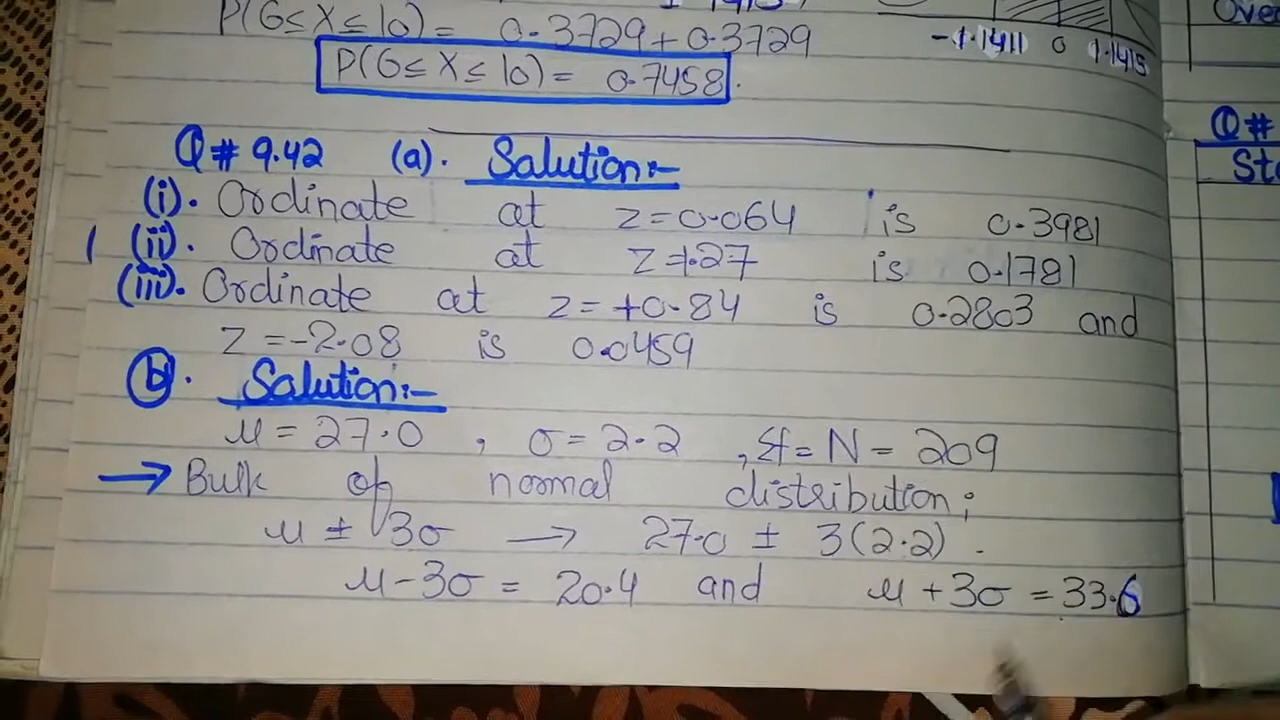 P(6≤X≤10) = 0.3729+0.3729
P(6≤X≤10) = 0.7458.
-1.1411 0 1.1415
Q# 9.42 (a). Salution:-
(i). Ordinate at z=0.064 is 0.3981
(ii). Ordinate at z=1.27 is 0.1781
(iii). Ordinate at z=+0.84 is 0.2803 and
z=-2.08 is 0.0459
(b). Salution:-
μ = 27.0 , σ = 2.2 , Σf = N = 209
→ Bulk of normal distribution;
μ ± 3σ → 27.0 ± 3(2.2).
μ-3σ = 20.4 and μ+3σ = 33.6
Over
Q#